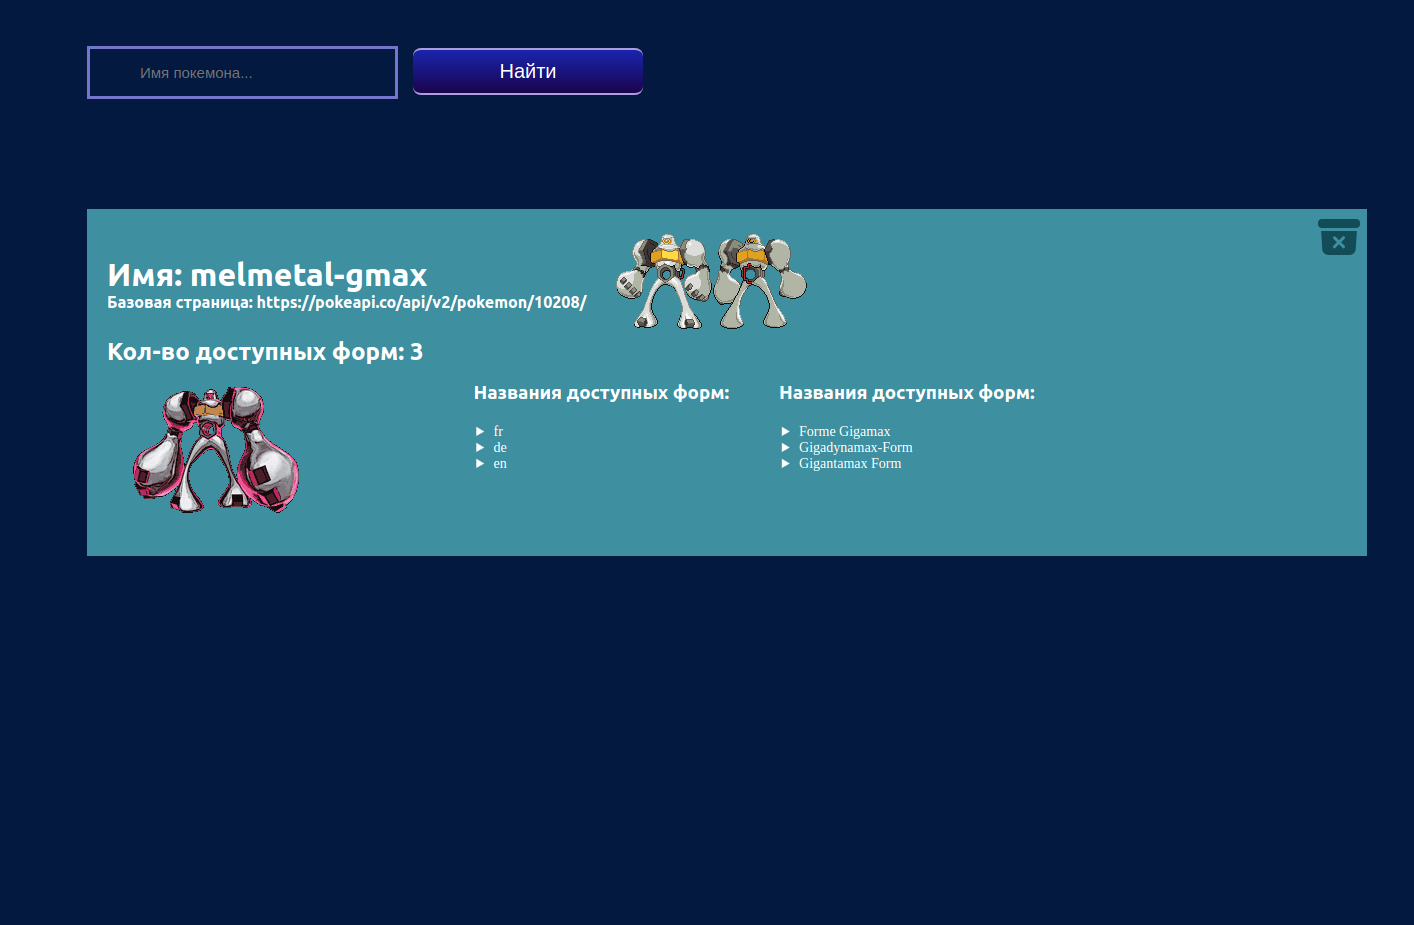 Имя покемона...
Найти
Имя: melmetal-gmax
Базовая страница: https://pokeapi.co/api/v2/pokemon/10208/
Кол-во доступных форм: 3
Названия доступных форм:
fr
de
en
Названия доступных форм:
Forme Gigamax
Gigadynamax-Form
Gigantamax Form